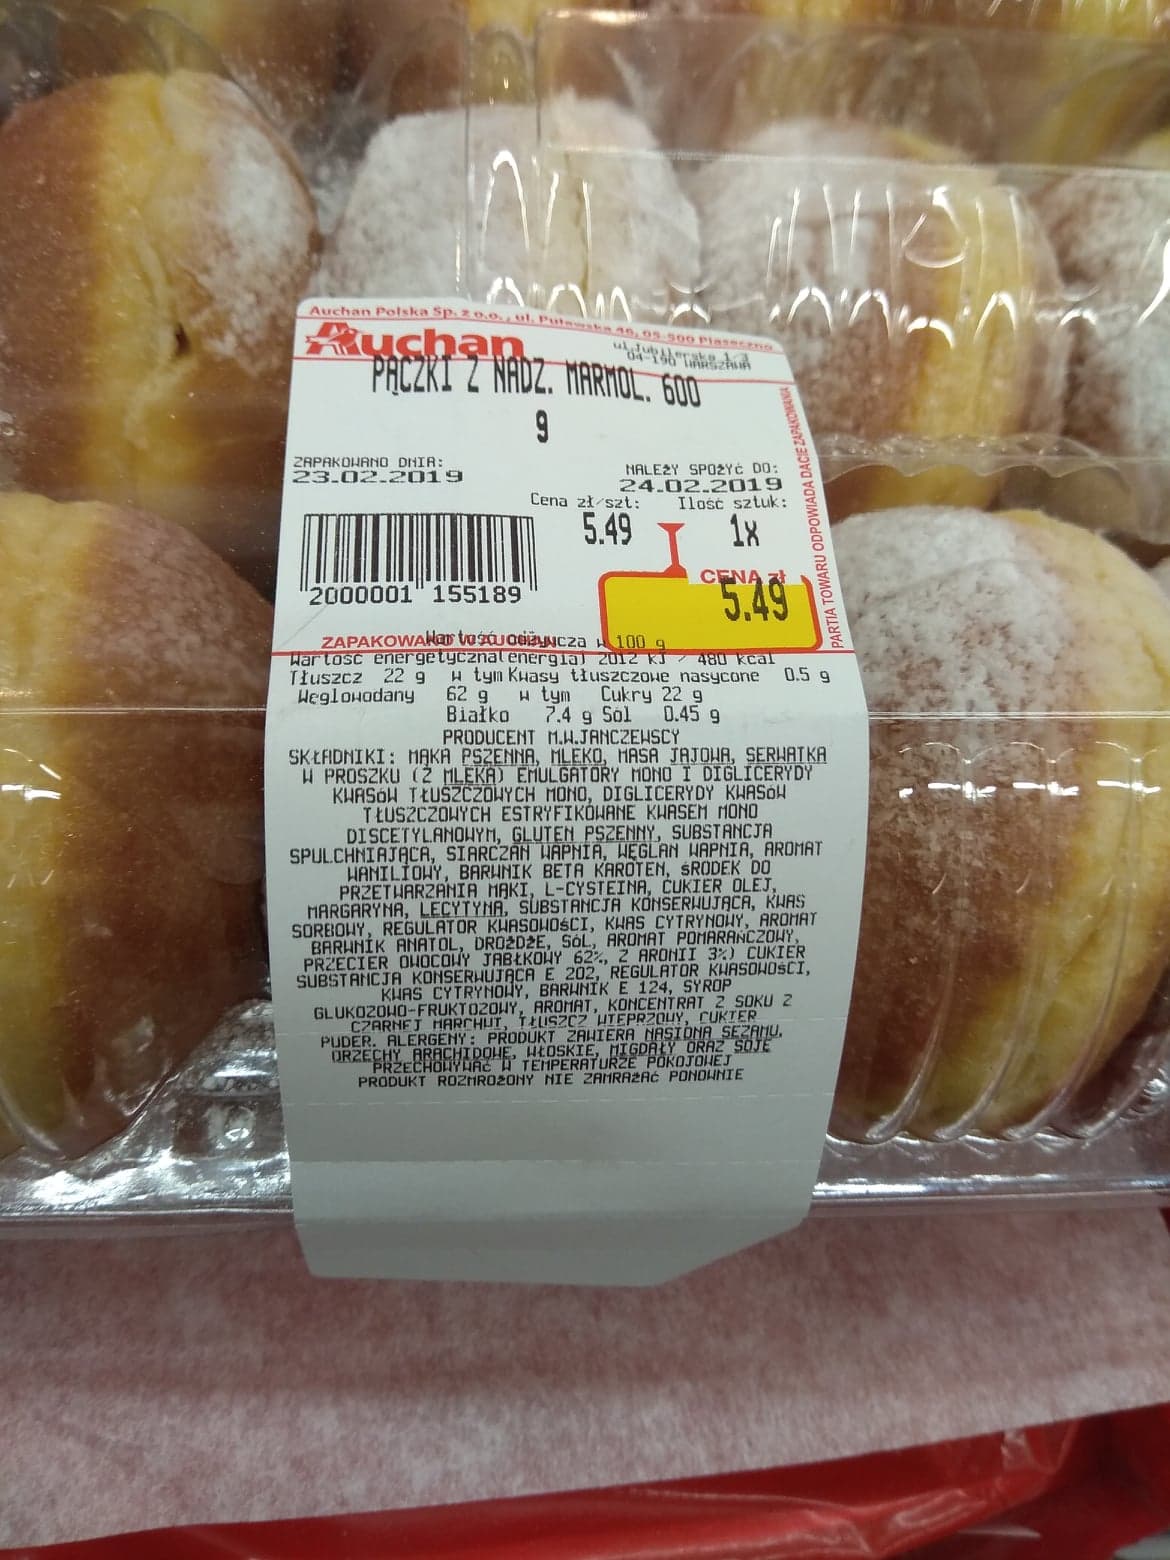 Auchan Polska Sp. z o.o., ul. Puławska 46, 05-500 Piaseczno
Auchan
ul.Jubilerska 1/3
04-190 WARSZAWA
PĄCZKI Z NADZ. MARMOL. 600
g
ZAPAKOWANO DNIA:
23.02.2019
NALEŻY SPOŻYĆ DO:
24.02.2019
Cena zł/szt: Ilość sztuk:
5.49 1x
CENA zł
5.49
2000001 155189
PARTIA TOWARU ODPOWIADA DACIE ZAPAKOWANIA
ZAPAKOWANO W AUCHAN
Wartość odżywcza w 100 g
Wartość energetyczna(energia) 2012 kJ / 480 kcal
Tłuszcz 22 g w tym Kwasy tłuszczowe nasycone 0.5 g
Węglowodany 62 g w tym Cukry 22 g
Białko 7.4 g Sól 0.45 g
PRODUCENT M.W.JANCZEWSCY
SKŁADNIKI: MĄKA PSZENNA, MLEKO, MASA JAJOWA, SERWATKA
W PROSZKU (Z MLEKA) EMULGATORY MONO I DIGLICERYDY
KWASÓW TŁUSZCZOWYCH MONO, DIGLICERYDY KWASÓW
TŁUSZCZOWYCH ESTRYFIKOWANE KWASEM MONO
DISCETYLANOWYM, GLUTEN PSZENNY, SUBSTANCJA
SPULCHNIAJĄCA, SIARCZAN WAPNIA, WĘGLAN WAPNIA, AROMAT
WANILIOWY, BARWNIK BETA KAROTEN, ŚRODEK DO
PRZETWARZANIA MĄKI, L-CYSTEINA, CUKIER OLEJ,
MARGARYNA, LECYTYNA, SUBSTANCJA KONSERWUJĄCA, KWAS
SORBOWY, REGULATOR KWASOWOŚCI, KWAS CYTRYNOWY, AROMAT
BARWNIK ANATOL, DROŻDŻE, SÓL, AROMAT POMARAŃCZOWY,
PRZECIER OWOCOWY JABŁKOWY 62%, Z ARONII 3%) CUKIER
SUBSTANCJA KONSERWUJĄCA E 202, REGULATOR KWASOWOŚCI,
KWAS CYTRYNOWY, BARWNIK E 124, SYROP
GLUKOZOWO-FRUKTOZOWY, AROMAT, KONCENTRAT Z SOKU Z
CZARNEJ MARCHWI, TŁUSZCZ WIEPRZOWY, CUKIER
PUDER. ALERGENY: PRODUKT ZAWIERA NASIONA SEZAMU,
ORZECHY ARACHIDOWE, WŁOSKIE, MIGDAŁY ORAZ SOJĘ
PRZECHOWYWAĆ W TEMPERATURZE POKOJOWEJ
PRODUKT ROZMROŻONY NIE ZAMRAŻAĆ PONOWNIE